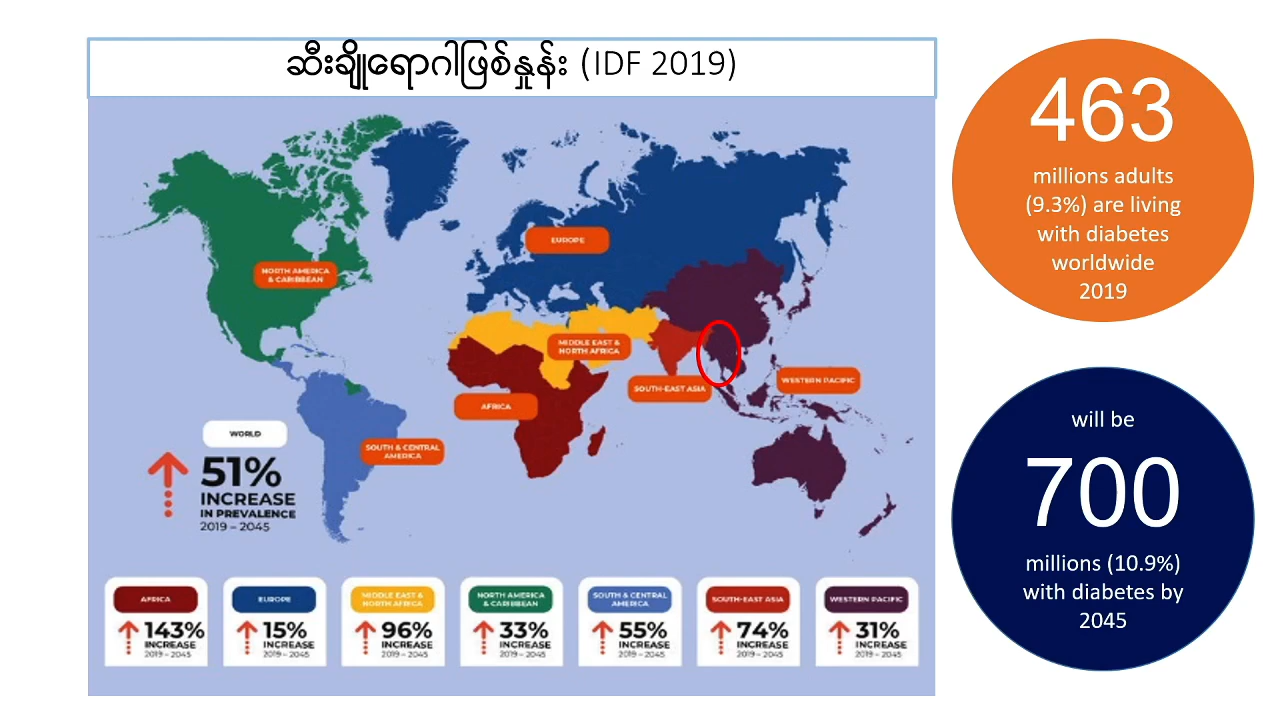 ဆီးချိုရောဂါဖြစ်နှုန်း (IDF 2019)
463
millions adults
(9.3%) are living
with diabetes
worldwide
2019
will be
700
millions (10.9%)
with diabetes by
2045
NORTH AMERICA
& CARIBBEAN
EUROPE
MIDDLE EAST &
NORTH AFRICA
SOUTH-EAST ASIA
WESTERN PACIFIC
AFRICA
SOUTH & CENTRAL
AMERICA
WORLD
51%
INCREASE
IN PREVALENCE
2019 – 2045
AFRICA
143%
INCREASE
2019 – 2045
EUROPE
15%
INCREASE
2019 – 2045
MIDDLE EAST &
NORTH AFRICA
96%
INCREASE
2019 – 2045
NORTH AMERICA
& CARIBBEAN
33%
INCREASE
2019 – 2045
SOUTH & CENTRAL
AMERICA
55%
INCREASE
2019 – 2045
SOUTH-EAST ASIA
74%
INCREASE
2019 – 2045
WESTERN PACIFIC
31%
INCREASE
2019 – 2045